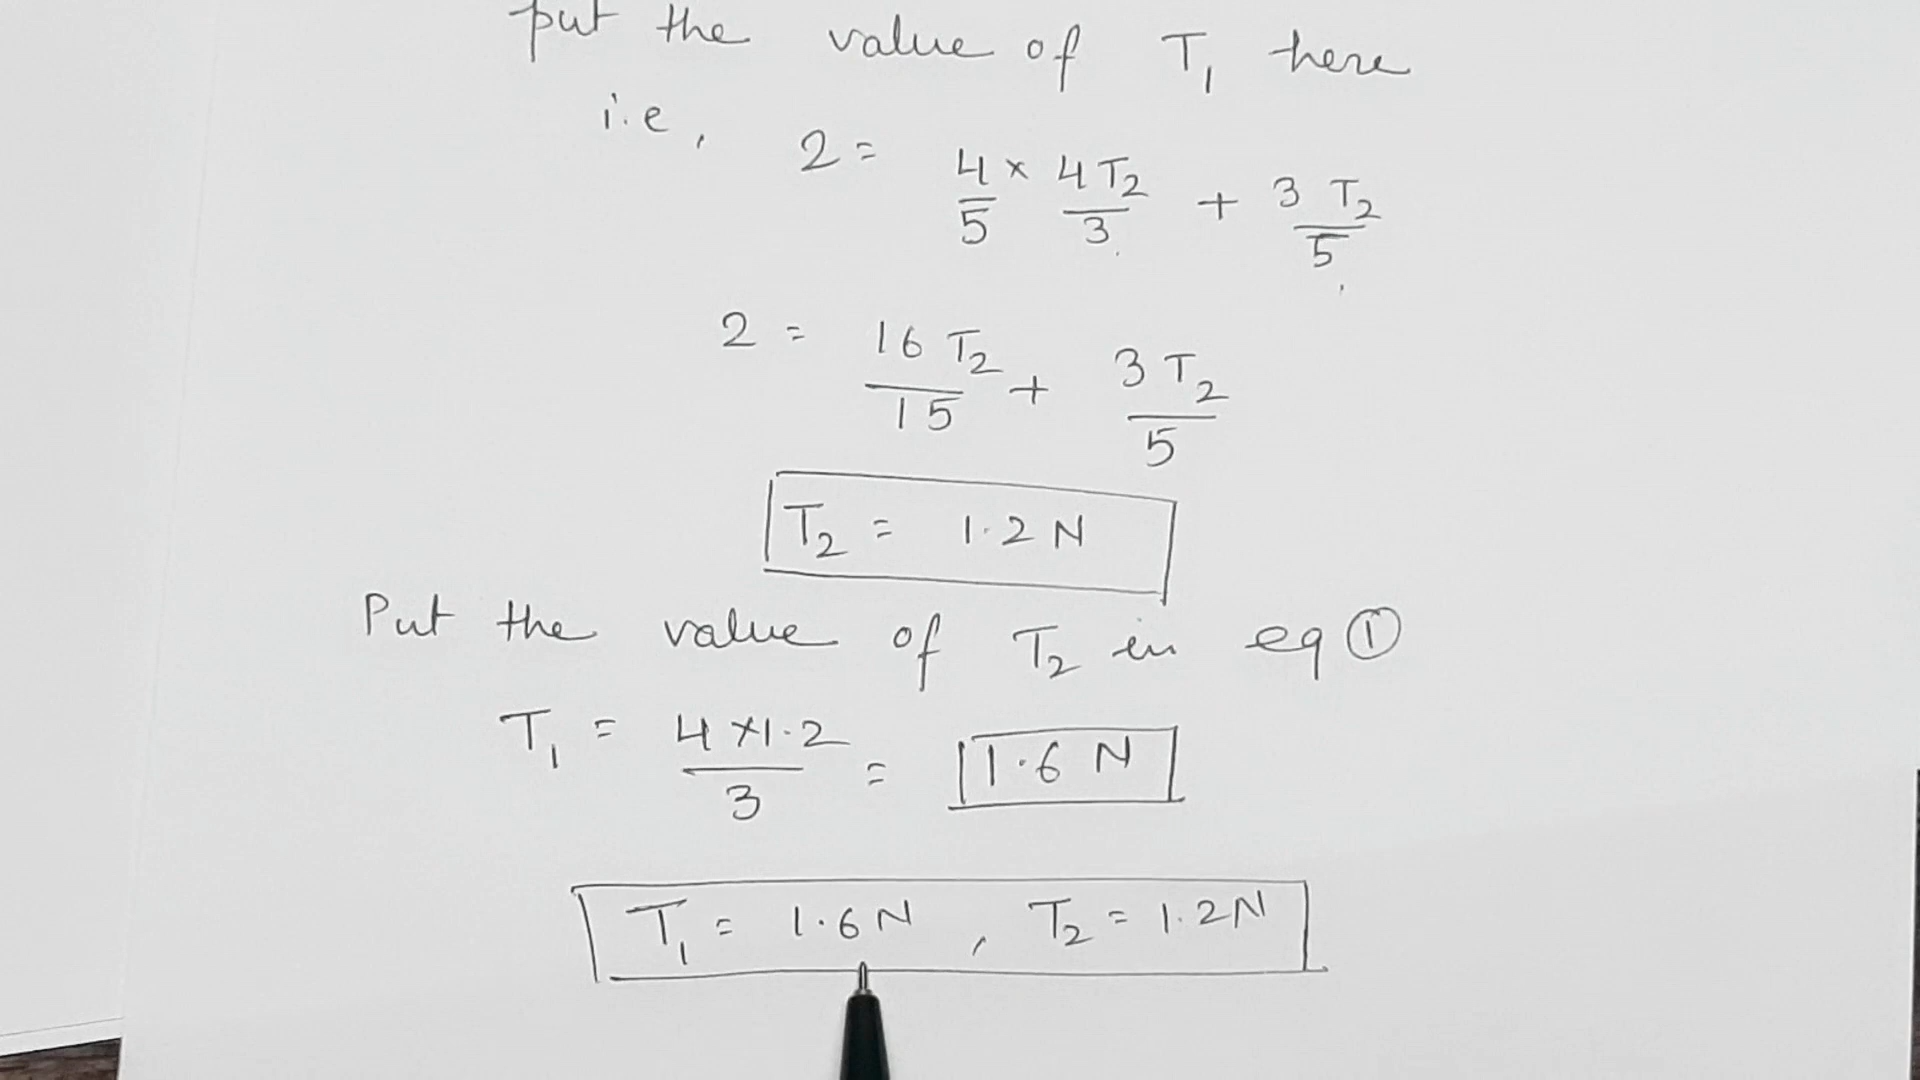 put the value of T₁ here
i.e, 2 = 4/5 × 4T₂/3 + 3T₂/5
2 = 16T₂/15 + 3T₂/5
T₂ = 1.2 N
Put the value of T₂ in eq ①
T₁ = 4×1.2/3 = 1.6 N
T₁ = 1.6N , T₂ = 1.2N